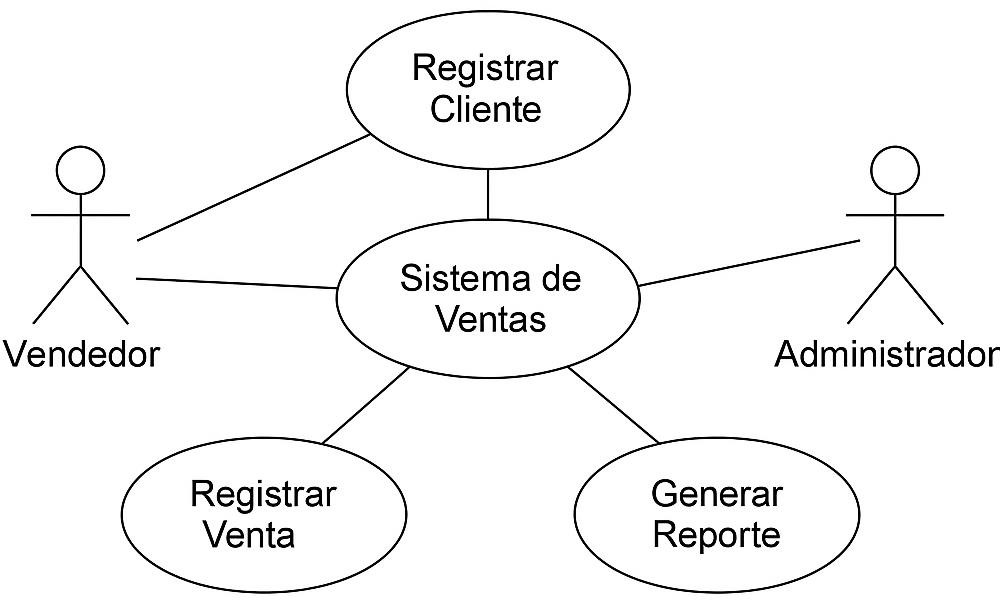 Registrar
Cliente
Sistema de
Ventas
Vendedor
Administrador
Registrar
Venta
Generar
Reporte